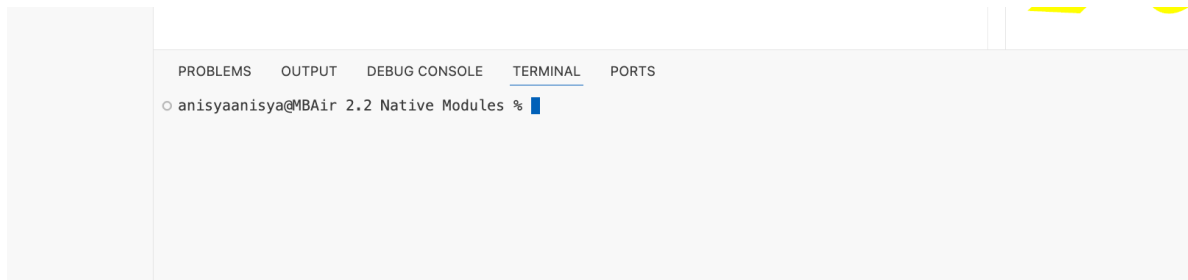 PROBLEMS OUTPUT DEBUG CONSOLE TERMINAL PORTS
anisyaanisya@MBAir 2.2 Native Modules %